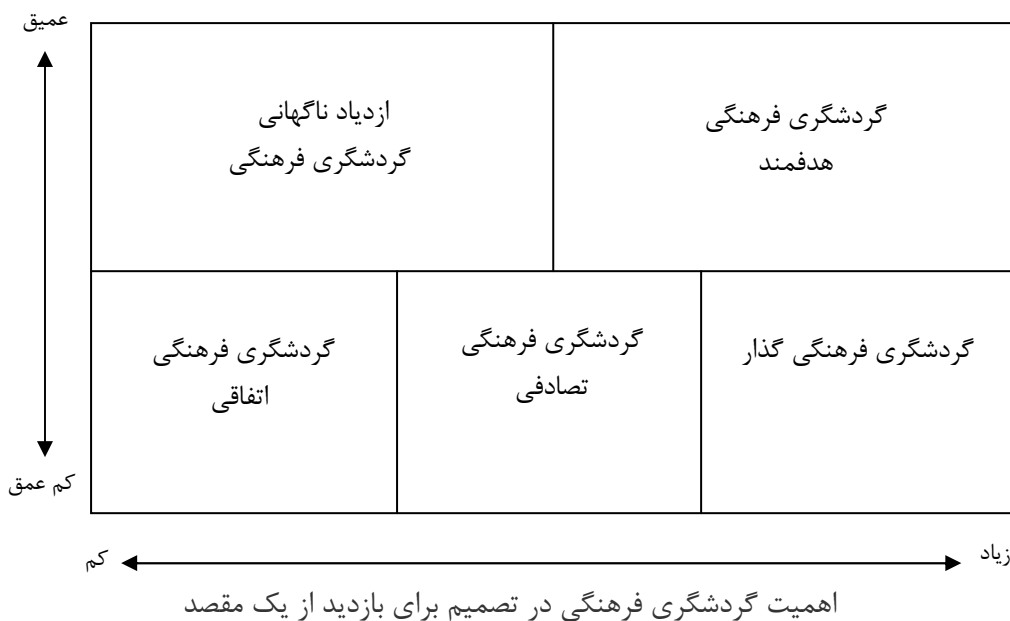 عمیق
ازدیاد ناگهانی
گردشگری فرهنگی
گردشگری فرهنگی
هدفمند
گردشگری فرهنگی
اتفاقی
گردشگری فرهنگی
تصادفی
گردشگری فرهنگی گذار
کم عمق
کم
زیاد
اهمیت گردشگری فرهنگی در تصمیم برای بازدید از یک مقصد